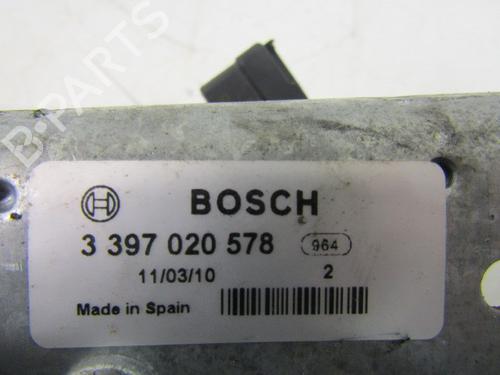 B-PARTS
BOSCH
3 397 020 578 964
11/03/10 2
Made in Spain